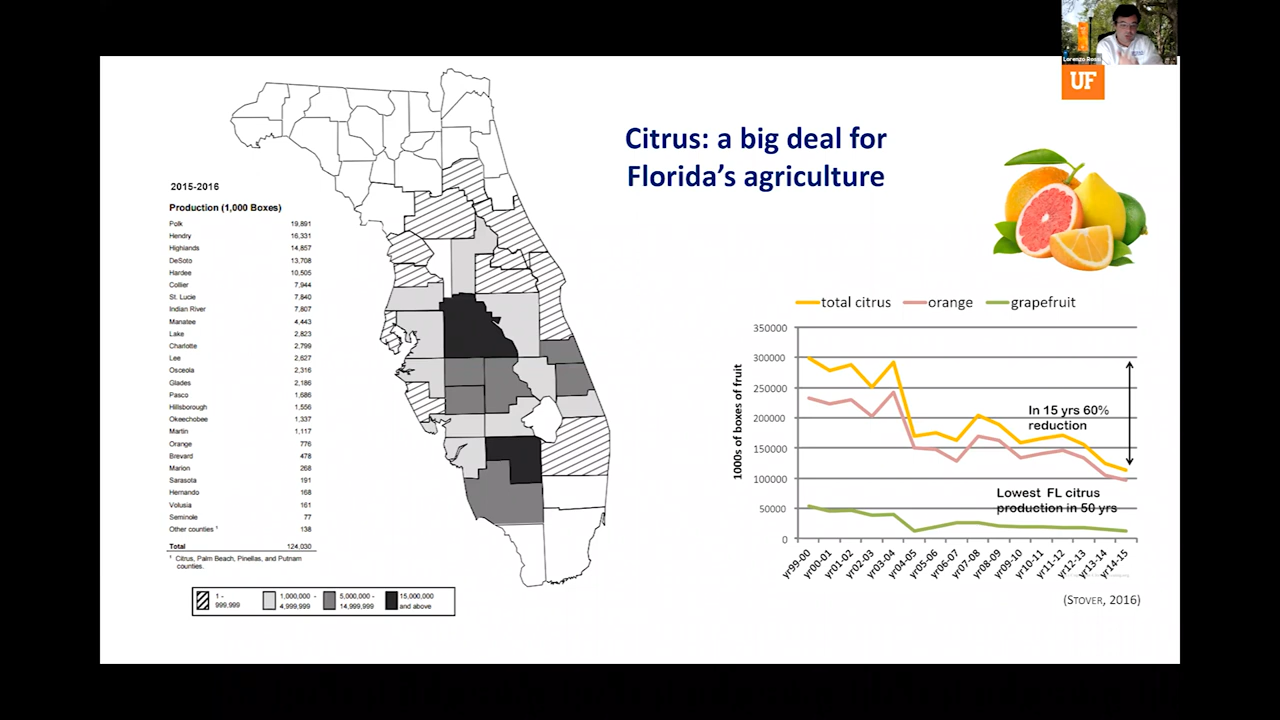 Lorenzo Rossi
UF
Citrus: a big deal for
Florida's agriculture
2015-2016
Production (1,000 Boxes)
Polk 19,891
Hendry 16,331
Highlands 14,857
DeSoto 13,708
Hardee 10,505
Collier 7,944
St. Lucie 7,840
Indian River 7,807
Manatee 4,443
Lake 2,823
Charlotte 2,799
Lee 2,627
Osceola 2,316
Glades 2,186
Pasco 1,686
Hillsborough 1,556
Okeechobee 1,337
Martin 1,117
Orange 776
Brevard 478
Marion 268
Sarasota 191
Hernando 168
Volusia 161
Seminole 77
Other counties ¹ 138
Total 124,030
¹ Citrus, Palm Beach, Pinellas, and Putnam
counties.
1 -
999,999
1,000,000 -
4,999,999
5,000,000 -
14,999,999
15,000,000
and above
total citrus orange grapefruit
1000s of boxes of fruit
350000
300000
250000
200000
150000
100000
50000
0
In 15 yrs 60%
reduction
Lowest FL citrus
production in 50 yrs
yr99-00
yr00-01
yr01-02
yr02-03
yr03-04
yr04-05
yr05-06
yr06-07
yr07-08
yr08-09
yr09-10
yr10-11
yr11-12
yr12-13
yr13-14
yr14-15
(STOVER, 2016)